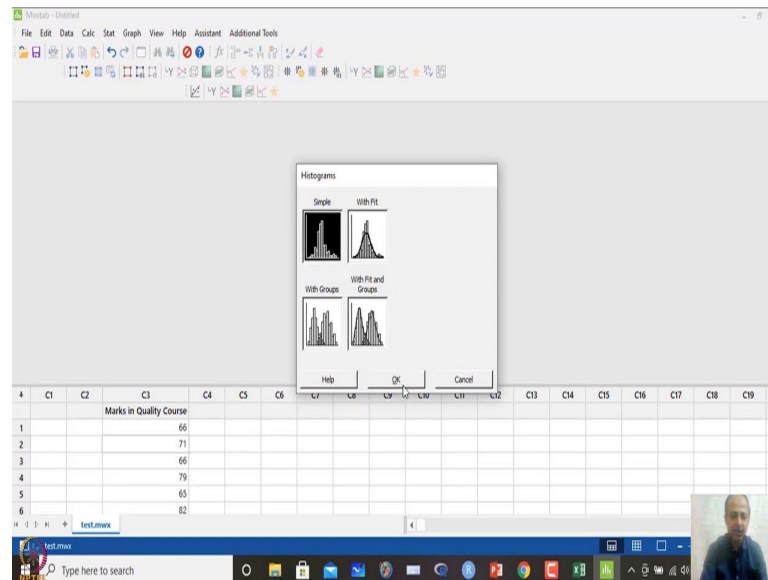 Minitab - Untitled
File Edit Data Calc Stat Graph View Help Assistant Additional Tools
Histograms
Simple With Fit
With Groups With Fit and Groups
Help OK Cancel
C1 C2 C3 C4 C5 C6 C7 C8 C9 C10 C11 C12 C13 C14 C15 C16 C17 C18 C19
Marks in Quality Course
1 66
2 71
3 66
4 79
5 65
6 82
test.mwx
test.mwx
Type here to search
NPTEL